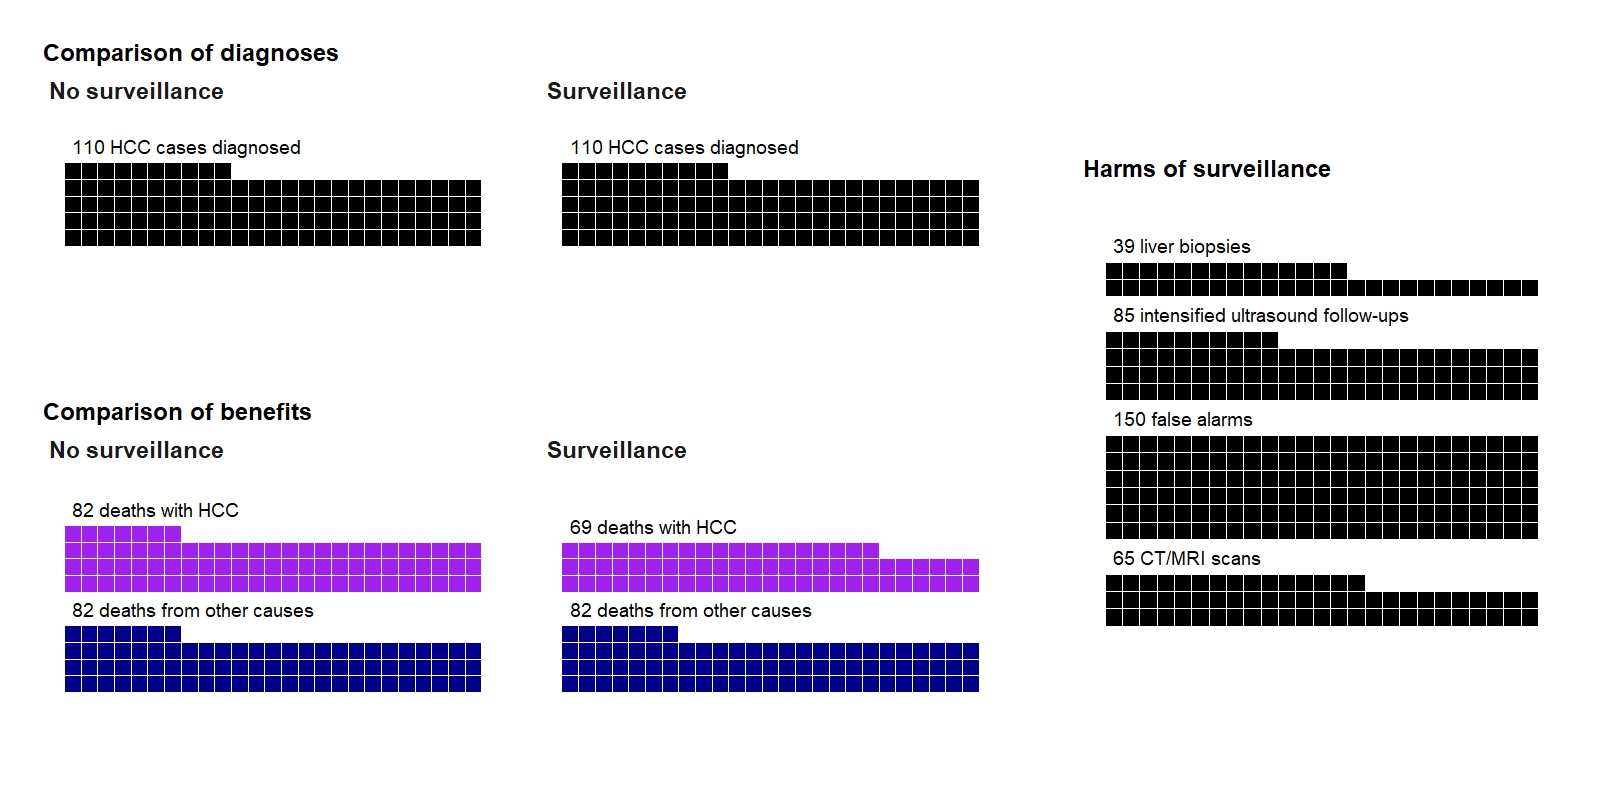 Comparison of diagnoses
No surveillance
Surveillance
110 HCC cases diagnosed
110 HCC cases diagnosed
Comparison of benefits
No surveillance
Surveillance
82 deaths with HCC
69 deaths with HCC
82 deaths from other causes
82 deaths from other causes
Harms of surveillance
39 liver biopsies
85 intensified ultrasound follow-ups
150 false alarms
65 CT/MRI scans